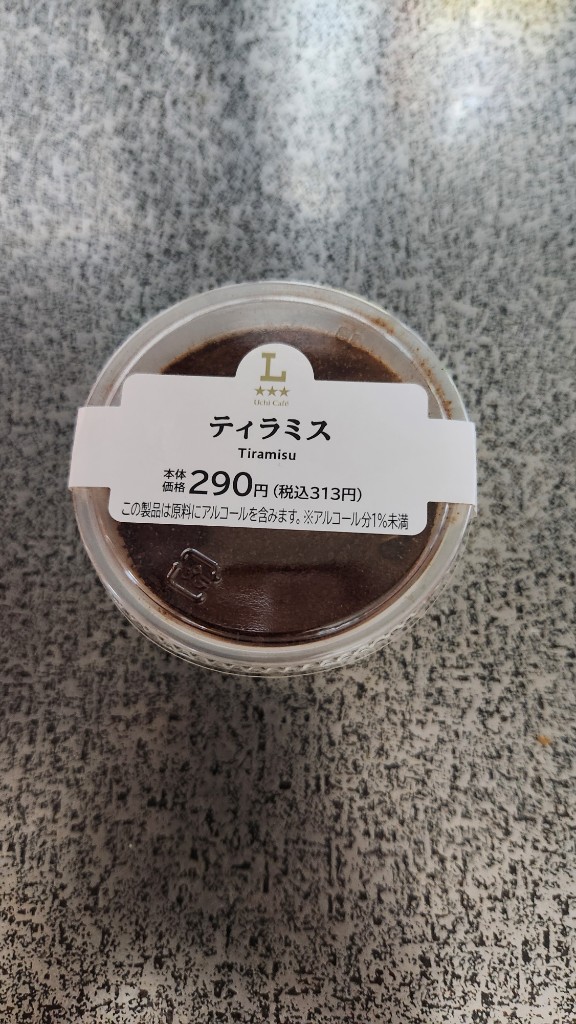 L
★★★
Uchi Café
ティラミス
Tiramisu
本体価格 290円 (税込313円)
この製品は原料にアルコールを含みます。※アルコール分1%未満